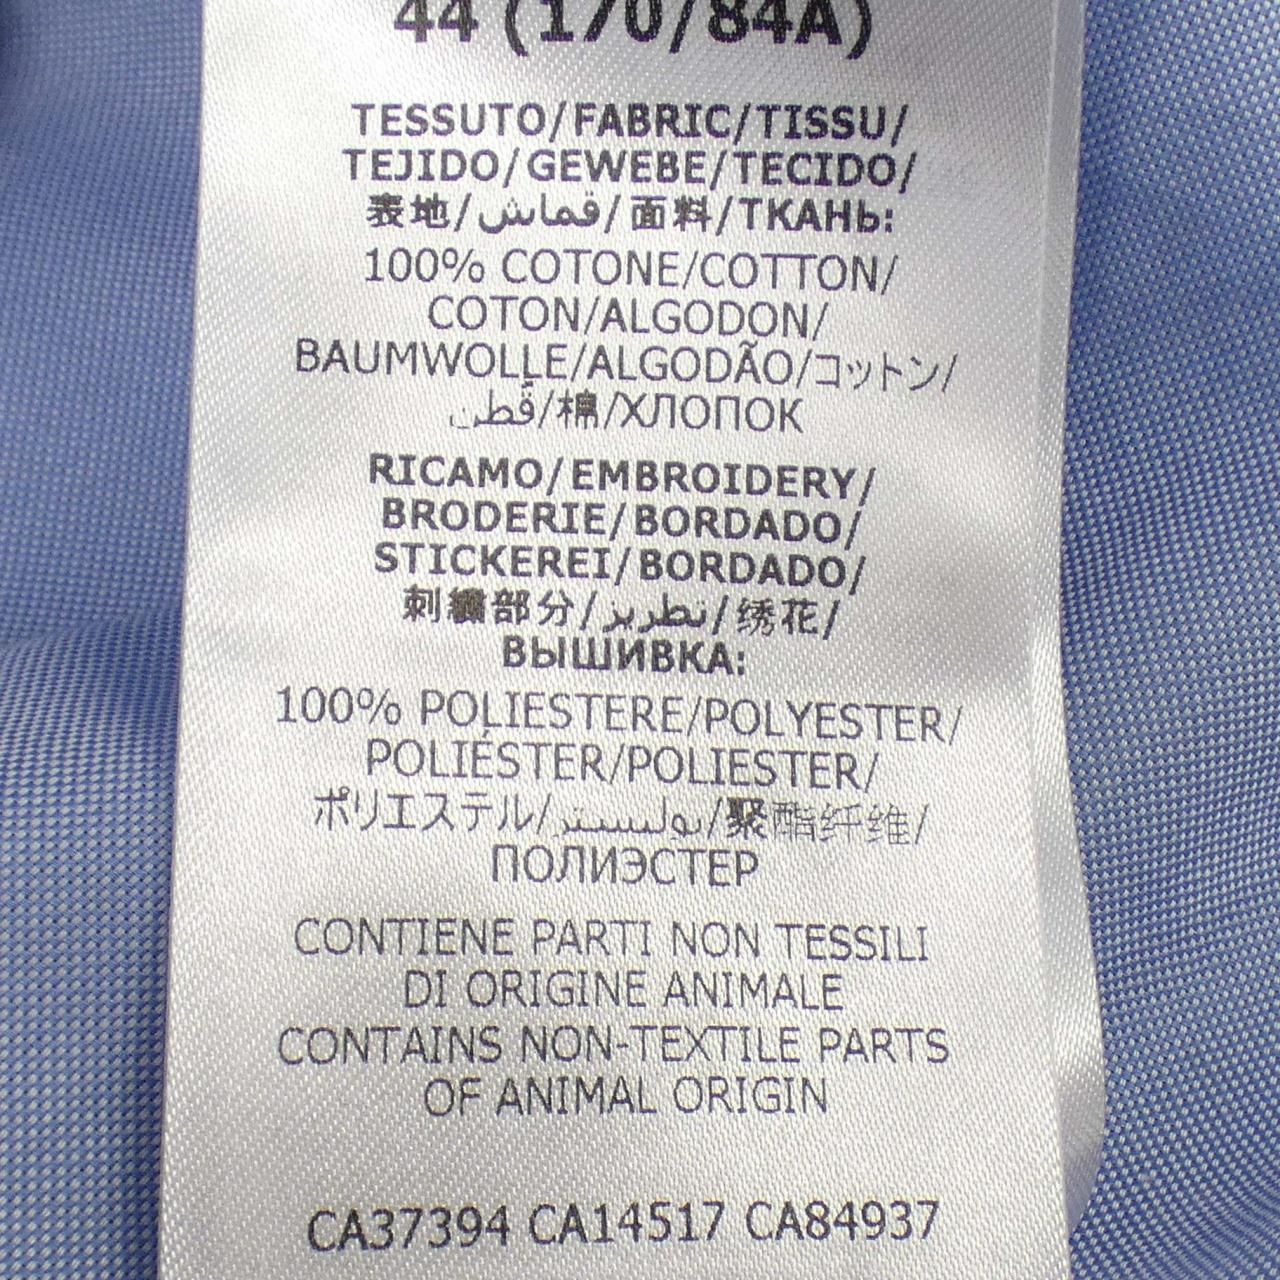 44 (170/84A)
TESSUTO/FABRIC/TISSU/
TEJIDO/GEWEBE/TECIDO/
表地/قماش/面料/ТКАНЬ:
100% COTONE/COTTON/
COTON/ALGODON/
BAUMWOLLE/ALGODÃO/コットン/
قطن/棉/ХЛОПОК
RICAMO/EMBROIDERY/
BRODERIE/BORDADO/
STICKEREI/BORDADO/
刺繍部分/تطريز/绣花/
ВЫШИВКА:
100% POLIESTERE/POLYESTER/
POLIÉSTER/POLIESTER/
ポリエステル/بوليستر/聚酯纤维/
ПОЛИЭСТЕР
CONTIENE PARTI NON TESSILI
DI ORIGINE ANIMALE
CONTAINS NON-TEXTILE PARTS
OF ANIMAL ORIGIN
CA37394 CA14517 CA84937